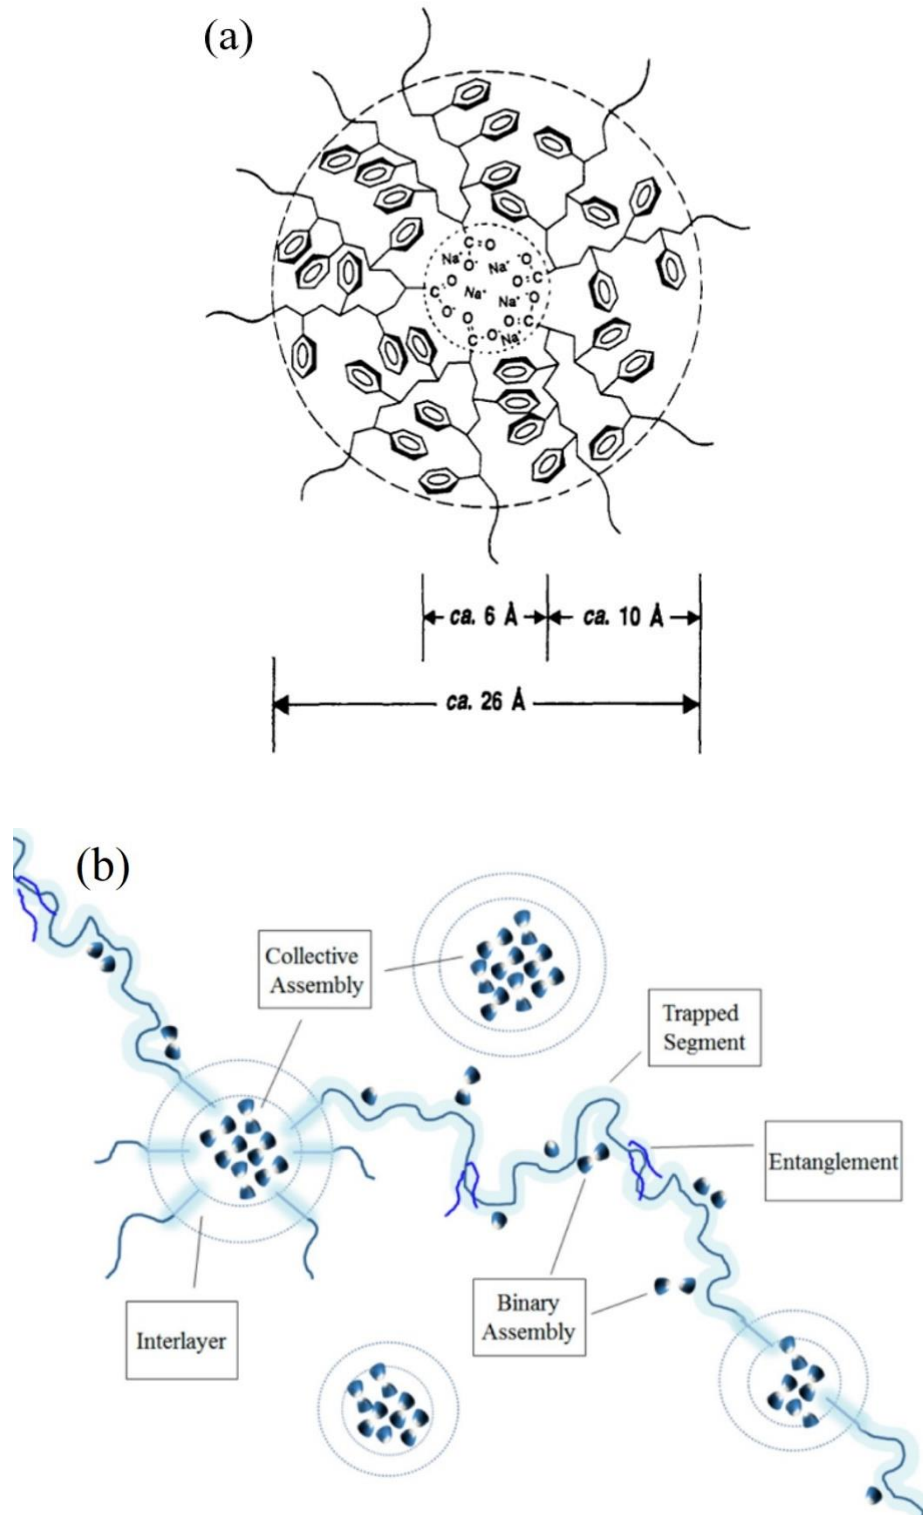 (a)
C=O
O⁻
Na⁺
Na⁺
⁻O
O=C
C
O
Na⁺
Na⁺
O
O⁻
O
O=C
C
O⁻
Na⁺
ca. 6 Å
ca. 10 Å
ca. 26 Å
(b)
Collective
Assembly
Trapped
Segment
Entanglement
Binary
Assembly
Interlayer